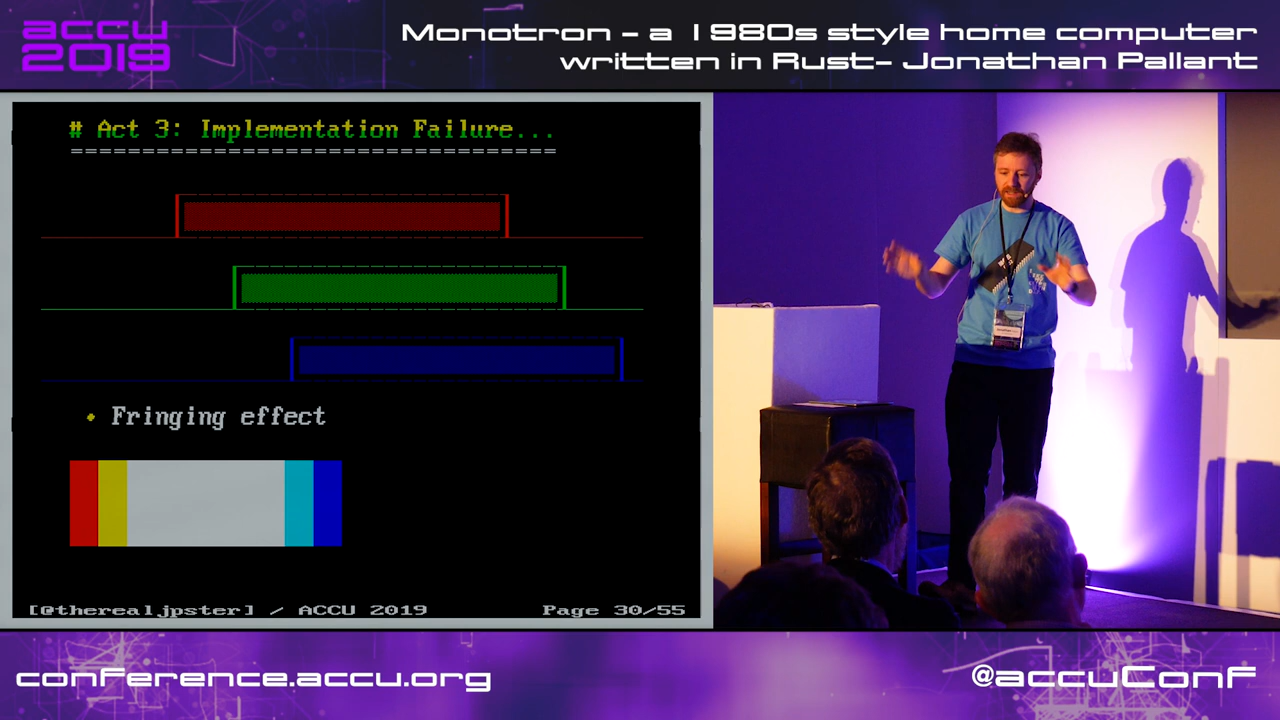 accu
2019
Monotron - a 1980s style home computer
written in Rust- Jonathan Pallant
# Act 3: Implementation Failure...
==================================
• Fringing effect
[@therealjpster] / ACCU 2019
Page 30/55
conference.accu.org
@accuConf